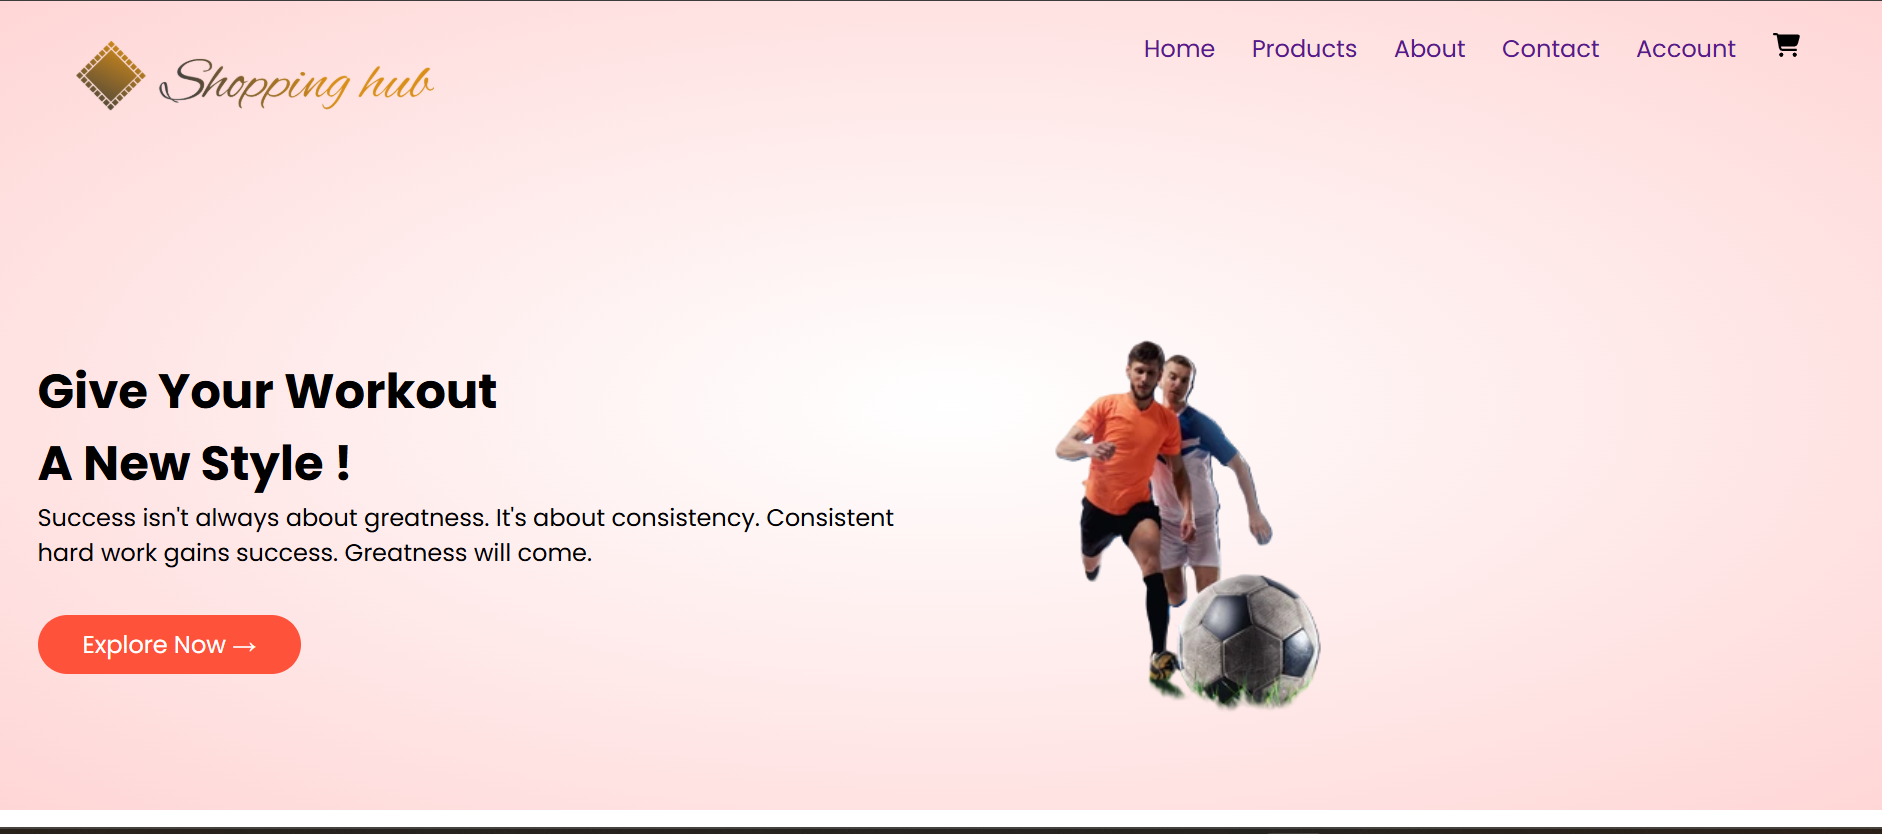 Shopping hub
Home Products About Contact Account
Give Your Workout
A New Style !
Success isn't always about greatness. It's about consistency. Consistent
hard work gains success. Greatness will come.
Explore Now →